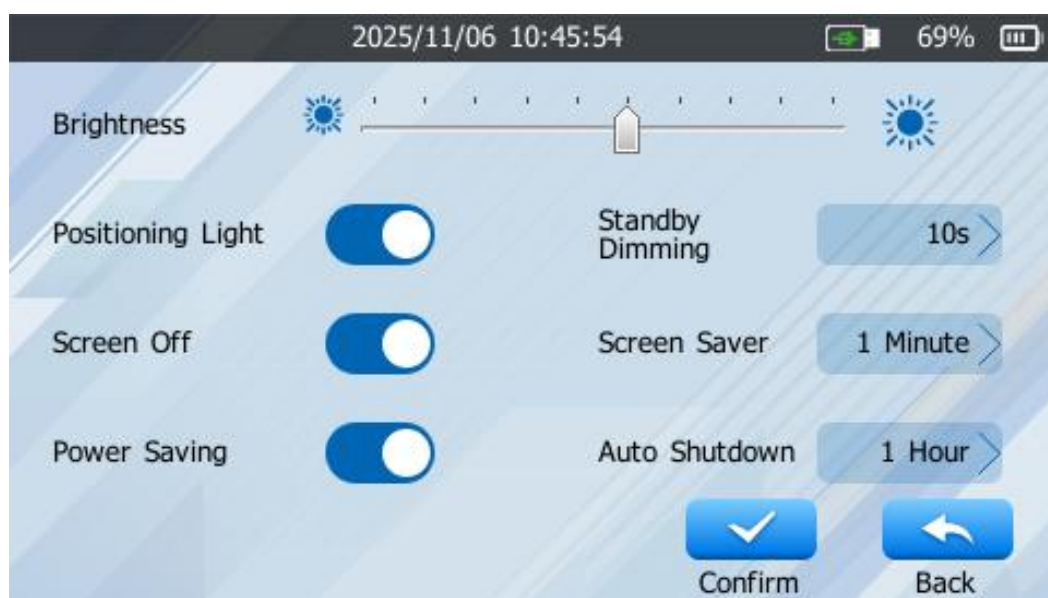 2025/11/06 10:45:54 69%
Brightness
Positioning Light
Standby
Dimming
10s
Screen Off
Screen Saver
1 Minute
Power Saving
Auto Shutdown
1 Hour
Confirm
Back